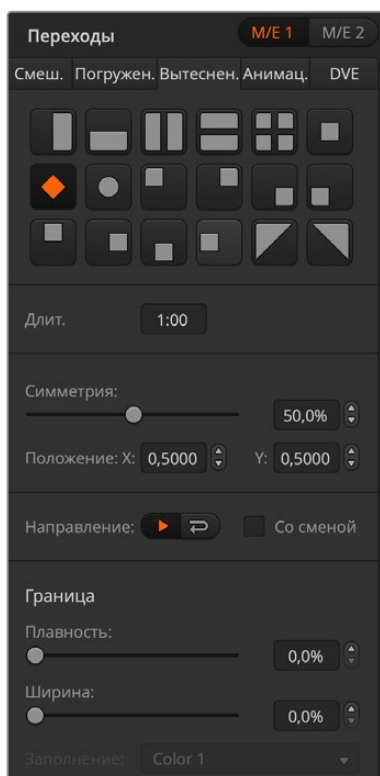 Переходы M/E 1 M/E 2
Смеш. Погружен. Вытеснен. Анимац. DVE
Длит. 1:00
Симметрия:
50,0%
Положение: X: 0,5000 Y: 0,5000
Направление: Со сменой
Граница
Плавность:
0,0%
Ширина:
0,0%
Заполнение: Color 1